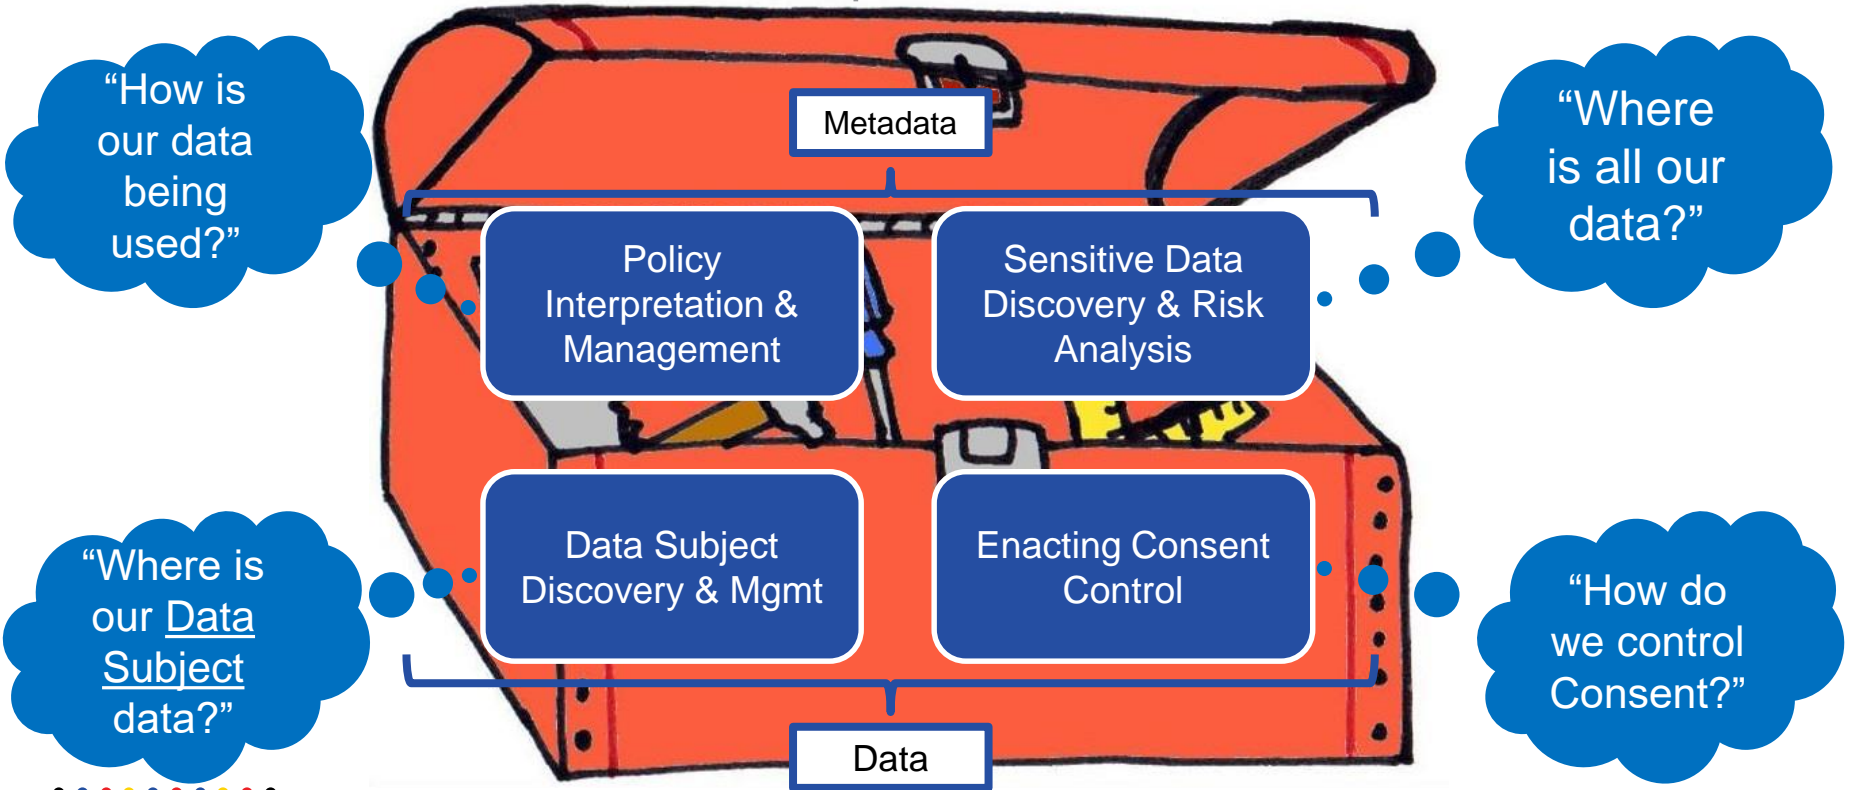 “How is
our data
being
used?”
Metadata
“Where
is all our
data?”
Policy
Interpretation &
Management
Sensitive Data
Discovery & Risk
Analysis
“Where is
our Data
Subject
data?”
Data Subject
Discovery & Mgmt
Enacting Consent
Control
“How do
we control
Consent?”
Data